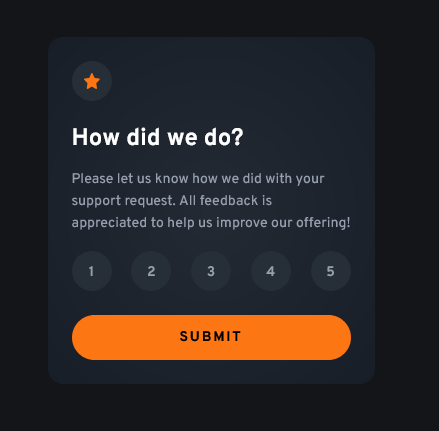 How did we do?
Please let us know how we did with your
support request. All feedback is
appreciated to help us improve our offering!
1 2 3 4 5
SUBMIT